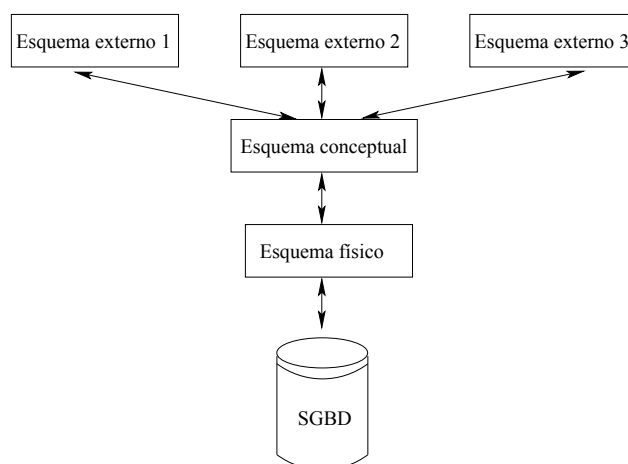 Esquema externo 1
Esquema externo 2
Esquema externo 3
Esquema conceptual
Esquema físico
SGBD